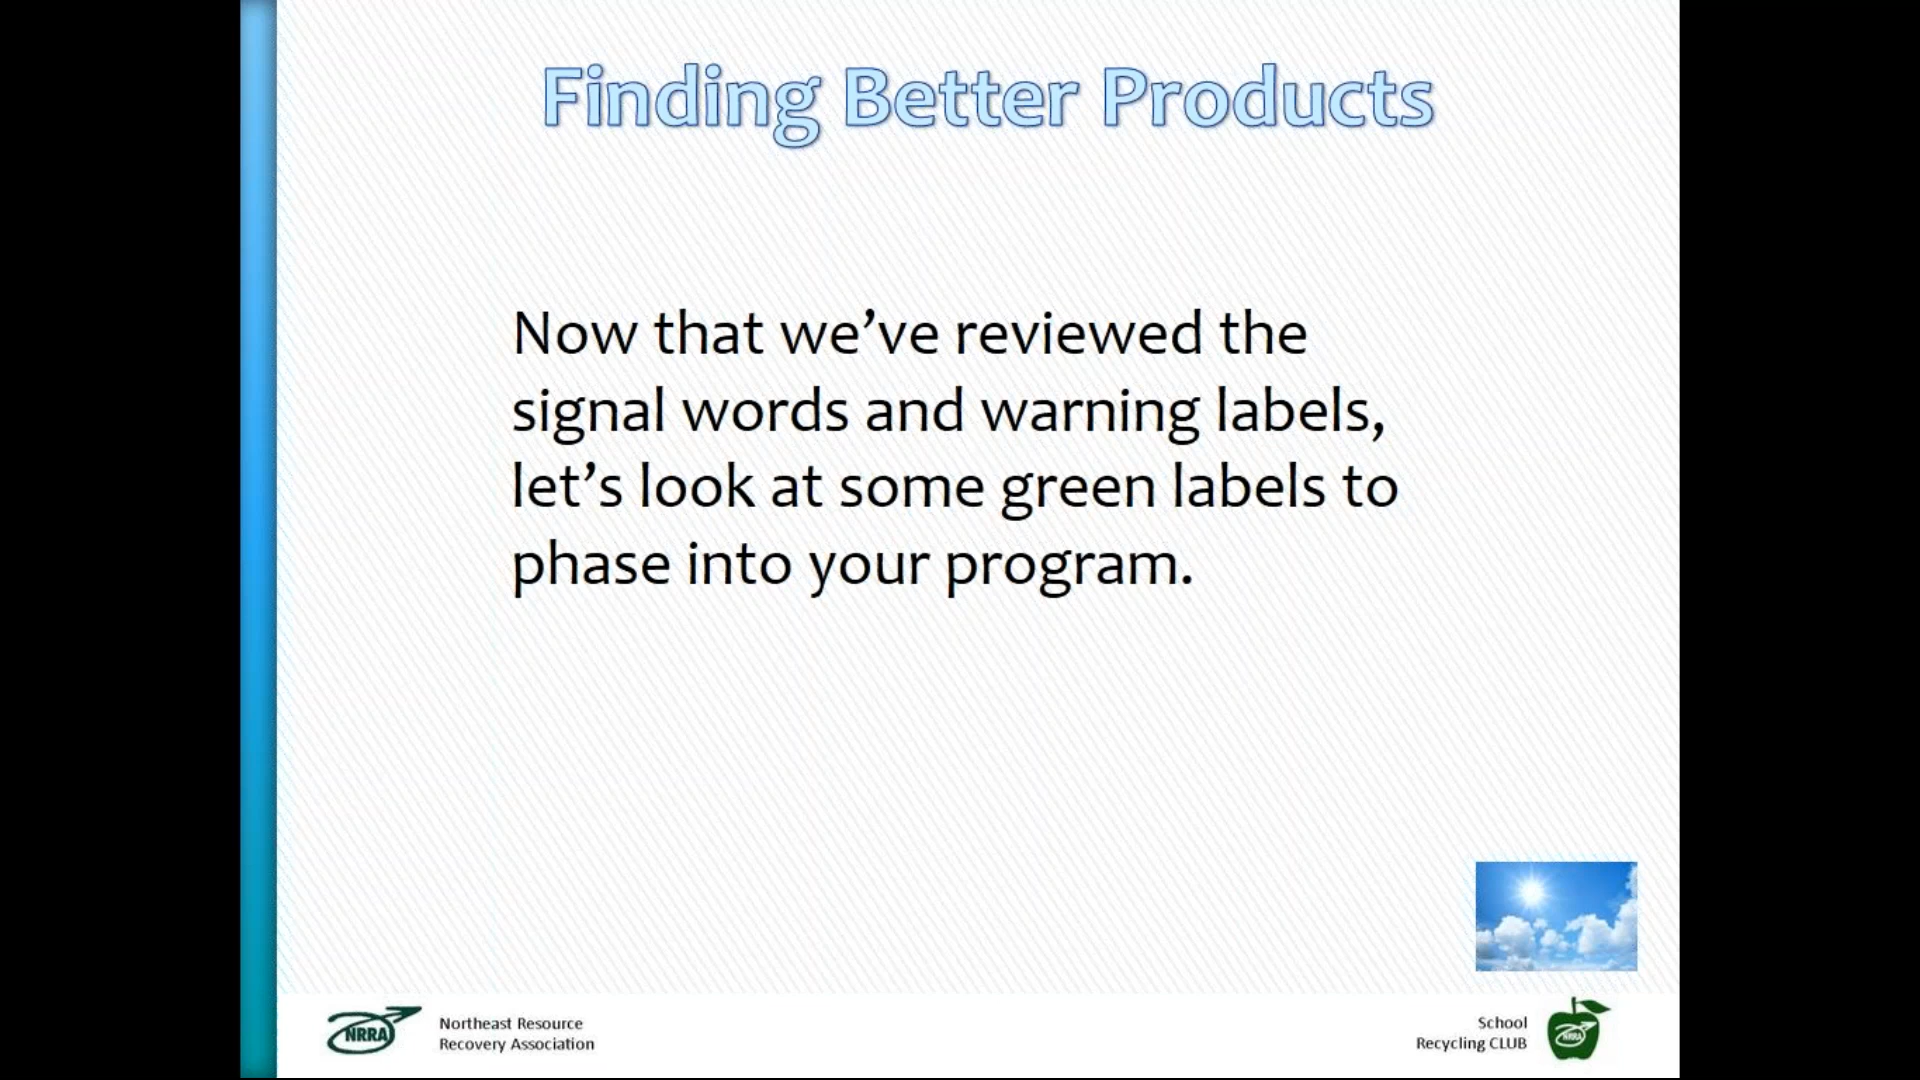 Finding Better Products
Now that we’ve reviewed the
signal words and warning labels,
let’s look at some green labels to
phase into your program.
NRRA
Northeast Resource
Recovery Association
School
Recycling CLUB
NRRA